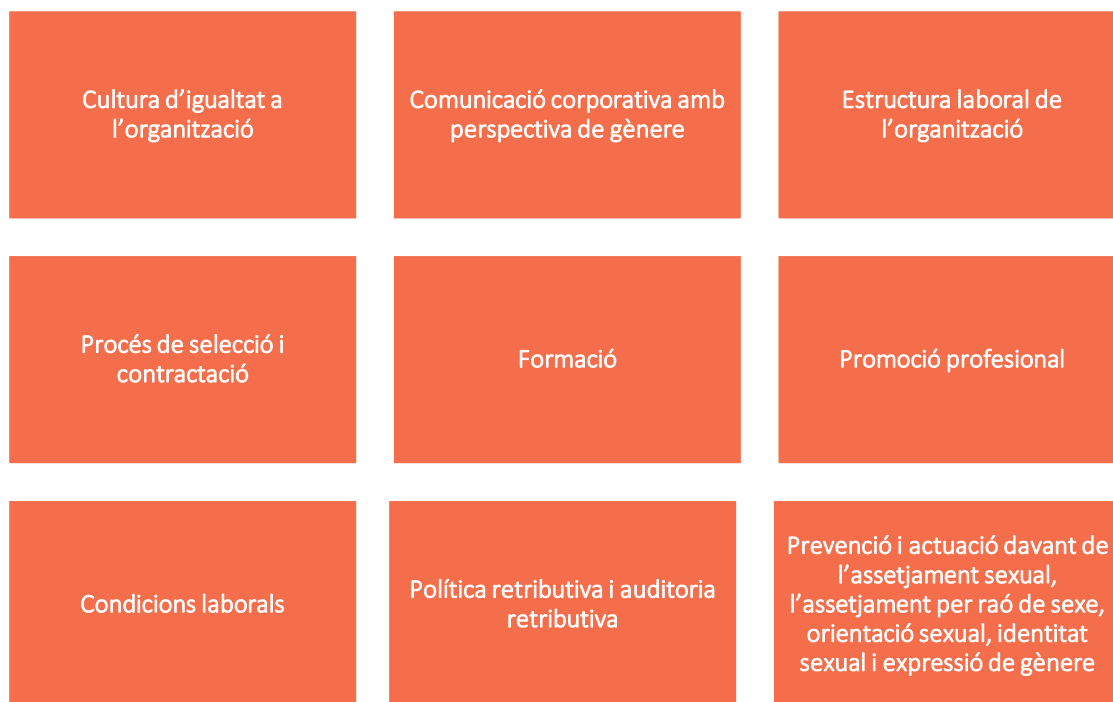 Cultura d'igualtat a
l'organització
Comunicació corporativa amb
perspectiva de gènere
Estructura laboral de
l'organització
Procés de selecció i
contractació
Formació
Promoció profesional
Condicions laborals
Política retributiva i auditoria
retributiva
Prevenció i actuació davant de
l'assetjament sexual,
l'assetjament per raó de sexe,
orientació sexual, identitat
sexual i expressió de gènere